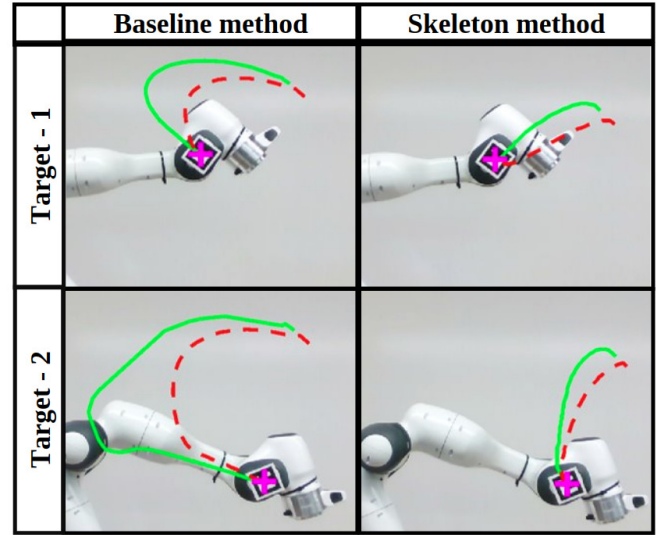 Baseline method
Skeleton method
Target - 1
Target - 2